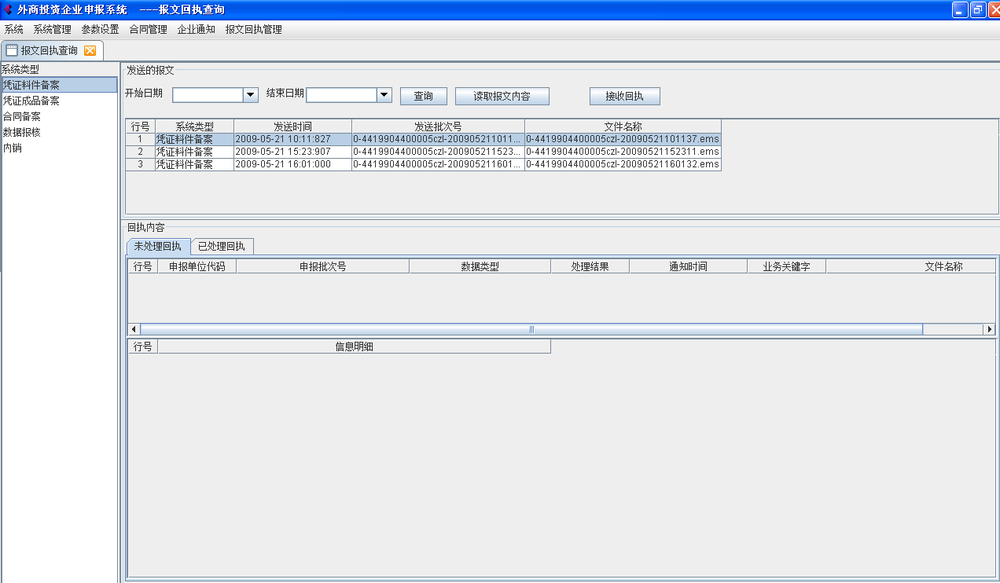 外商投资企业申报系统 ---报文回执查询
系统 系统管理 参数设置 合同管理 企业通知 报文回执管理
报文回执查询
系统类型
凭证料件备案
凭证成品备案
合同备案
数据报核
内销
发送的报文
开始日期 结束日期 查询 读取报文内容 接收回执
行号 系统类型 发送时间 发送批次号 文件名称
1 凭证料件备案 2009-05-21 10:11:827 0-4419904400005czl-200905211011... 0-4419904400005czl-20090521101137.ems
2 凭证料件备案 2009-05-21 15:23:907 0-4419904400005czl-200905211523... 0-4419904400005czl-20090521152311.ems
3 凭证料件备案 2009-05-21 16:01:000 0-4419904400005czl-200905211601... 0-4419904400005czl-20090521160132.ems
回执内容
未处理回执 已处理回执
行号 申报单位代码 申报批次号 数据类型 处理结果 通知时间 业务关键字 文件名称
行号 信息明细